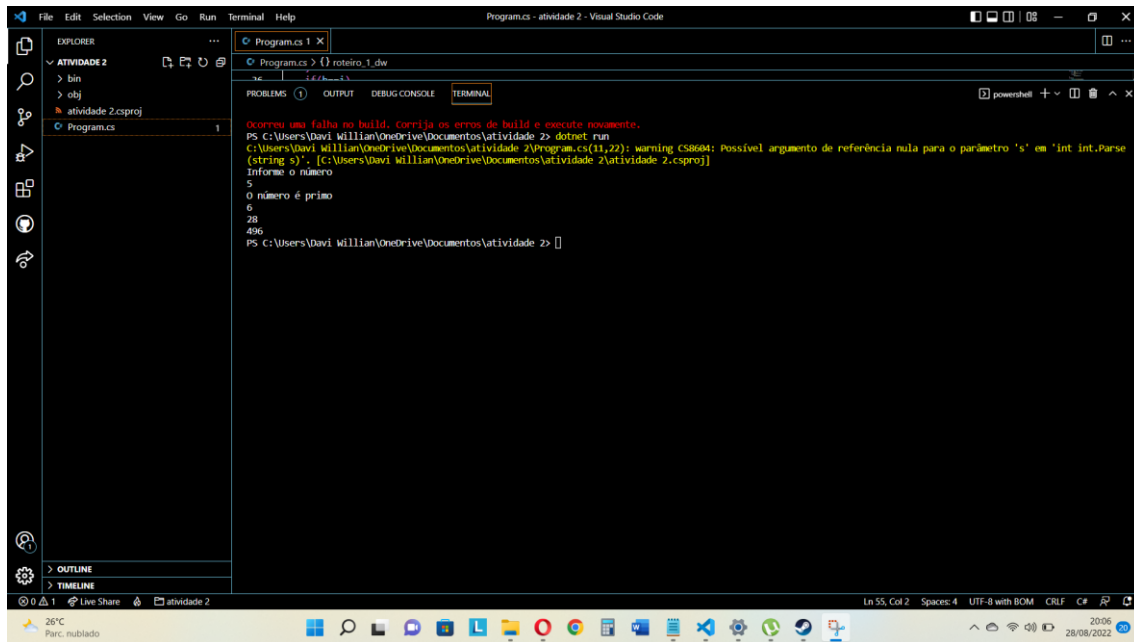 File Edit Selection View Go Run Terminal Help
Program.cs - atividade 2 - Visual Studio Code
EXPLORER
ATIVIDADE 2
bin
obj
atividade 2.csproj
Program.cs 1
Program.cs 1
Program.cs > {} roteiro_1_dw
PROBLEMS 1 OUTPUT DEBUG CONSOLE TERMINAL
powershell
Ocorreu uma falha no build. Corrija os erros de build e execute novamente.
PS C:\Users\Davi Willian\OneDrive\Documentos\atividade 2> dotnet run
C:\Users\Davi Willian\OneDrive\Documentos\atividade 2\Program.cs(11,22): warning CS8604: Possível argumento de referência nula para o parâmetro 's' em 'int int.Parse
(string s)'. [C:\Users\Davi Willian\OneDrive\Documentos\atividade 2\atividade 2.csproj]
Informe o número
5
O número é primo
6
28
496
PS C:\Users\Davi Willian\OneDrive\Documentos\atividade 2>
1
OUTLINE
TIMELINE
0 1 Live Share atividade 2
Ln 55, Col 2 Spaces: 4 UTF-8 with BOM CRLF C#
26°C
Parc. nublado
20:06
28/08/2022
20